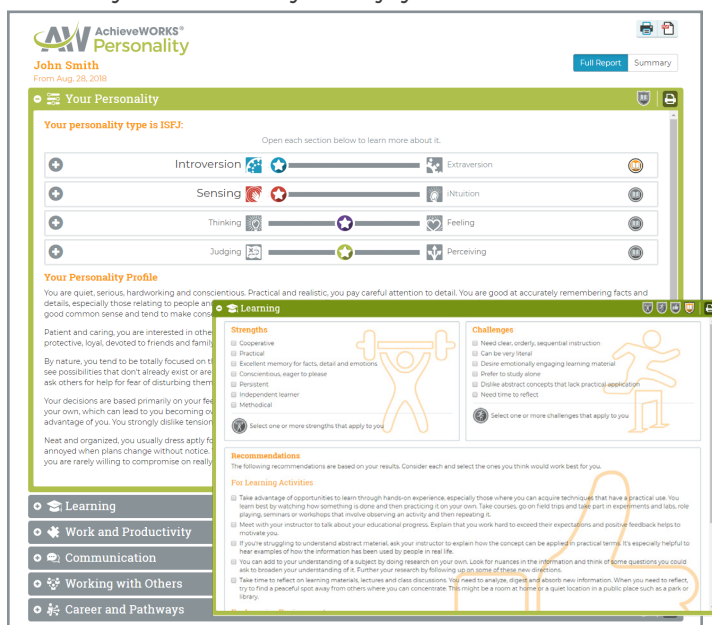 AchieveWORKS®
Personality
John Smith
From Aug. 28, 2018
Full Report Summary
Your Personality
Your personality type is ISFJ:
Open each section below to learn more about it.
Introversion Extraversion
Sensing iNtuition
Thinking Feeling
Judging Perceiving
Your Personality Profile
You are quiet, serious, hardworking and conscientious. Practical and realistic, you pay careful attention to detail. You are good at accurately remembering facts and
details, especially those relating to people an
good common sense and tend to make cons
Patient and caring, you are interested in othe
protective, loyal, devoted to friends and family
By nature, you tend to be totally focused on th
see possibilities that don't already exist or are
ask others for help for fear of disturbing them
Your decisions are based primarily on your fee
your own, which can lead to you becoming ov
advantage of you. You strongly dislike tension
Neat and organized, you usually dress aptly fo
annoyed when plans change without notice.
you are rarely willing to compromise on really
Learning
Work and Productivity
Communication
Working with Others
Career and Pathways
Learning
Strengths
Cooperative
Practical
Excellent memory for facts, detail and emotions
Conscientious, eager to please
Persistent
Independent learner
Methodical
Select one or more strengths that apply to you
Challenges
Need clear, orderly, sequential instruction
Can be very literal
Desire emotionally engaging learning material
Prefer to study alone
Dislike abstract concepts that lack practical application
Need time to reflect
Select one or more challenges that apply to you
Recommendations
The following recommendations are based on your results. Consider each and select the ones you think would work best for you.
For Learning Activities
Take advantage of opportunities to learn through hands-on experience, especially those where you can acquire techniques that have a practical use. You
learn best by watching how something is done and then practicing it on your own. Take courses, go on field trips and take part in experiments and labs, role
playing, seminars or workshops that involve observing an activity and then repeating it.
Meet with your instructor to talk about your educational progress. Explain that you work hard to exceed their expectations and positive feedback helps to
motivate you.
If you're struggling to understand abstract material, ask your instructor to explain how the concept can be applied in practical terms. It's especially helpful to
hear examples of how the information has been used by people in real life.
You can add to your understanding of a subject by doing research on your own. Look for nuances in the information and think of some questions you could
ask to broaden your understanding of it. Further your research by following up on some of these new directions.
Take time to reflect on learning materials, lectures and class discussions. You need to analyze, digest and absorb new information. When you need to reflect,
try to find a peaceful spot away from others where you can concentrate. This might be a room at home or a quiet location in a public place such as a park or
library.